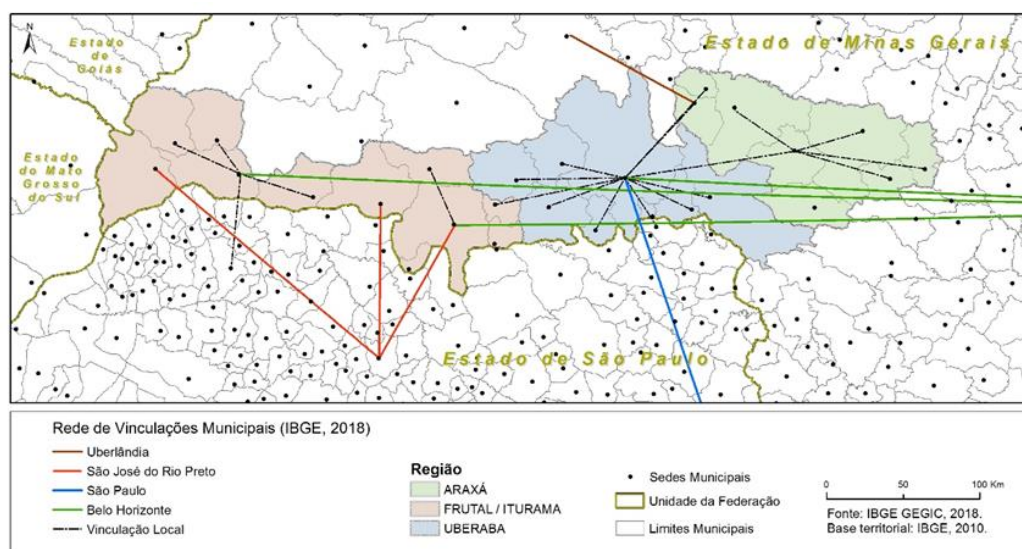 N
Estado
de
Goiás
Estado de Minas Gerais
Estado
do Mato
Grosso
do Sul
Estado de São Paulo
Rede de Vinculações Municipais (IBGE, 2018)
Uberlândia
São José do Rio Preto
São Paulo
Belo Horizonte
Vinculação Local
Região
ARAXÁ
FRUTAL / ITURAMA
UBERABA
Sedes Municipais
Unidade da Federação
Limites Municipais
0 50 100 Km
Fonte: IBGE GEGIC, 2018.
Base territorial: IBGE, 2010.